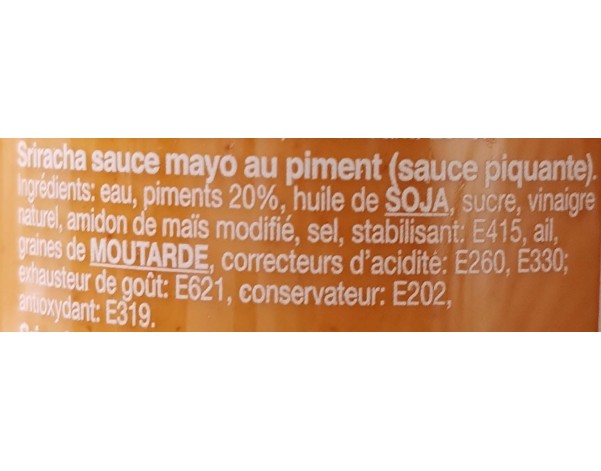 Sriracha sauce mayo au piment (sauce piquante).
Ingrédients: eau, piments 20%, huile de SOJA, sucre, vinaigre
naturel, amidon de maïs modifié, sel, stabilisant: E415, ail,
graines de MOUTARDE, correcteurs d'acidité: E260, E330;
exhausteur de goût: E621, conservateur: E202,
antioxydant: E319.